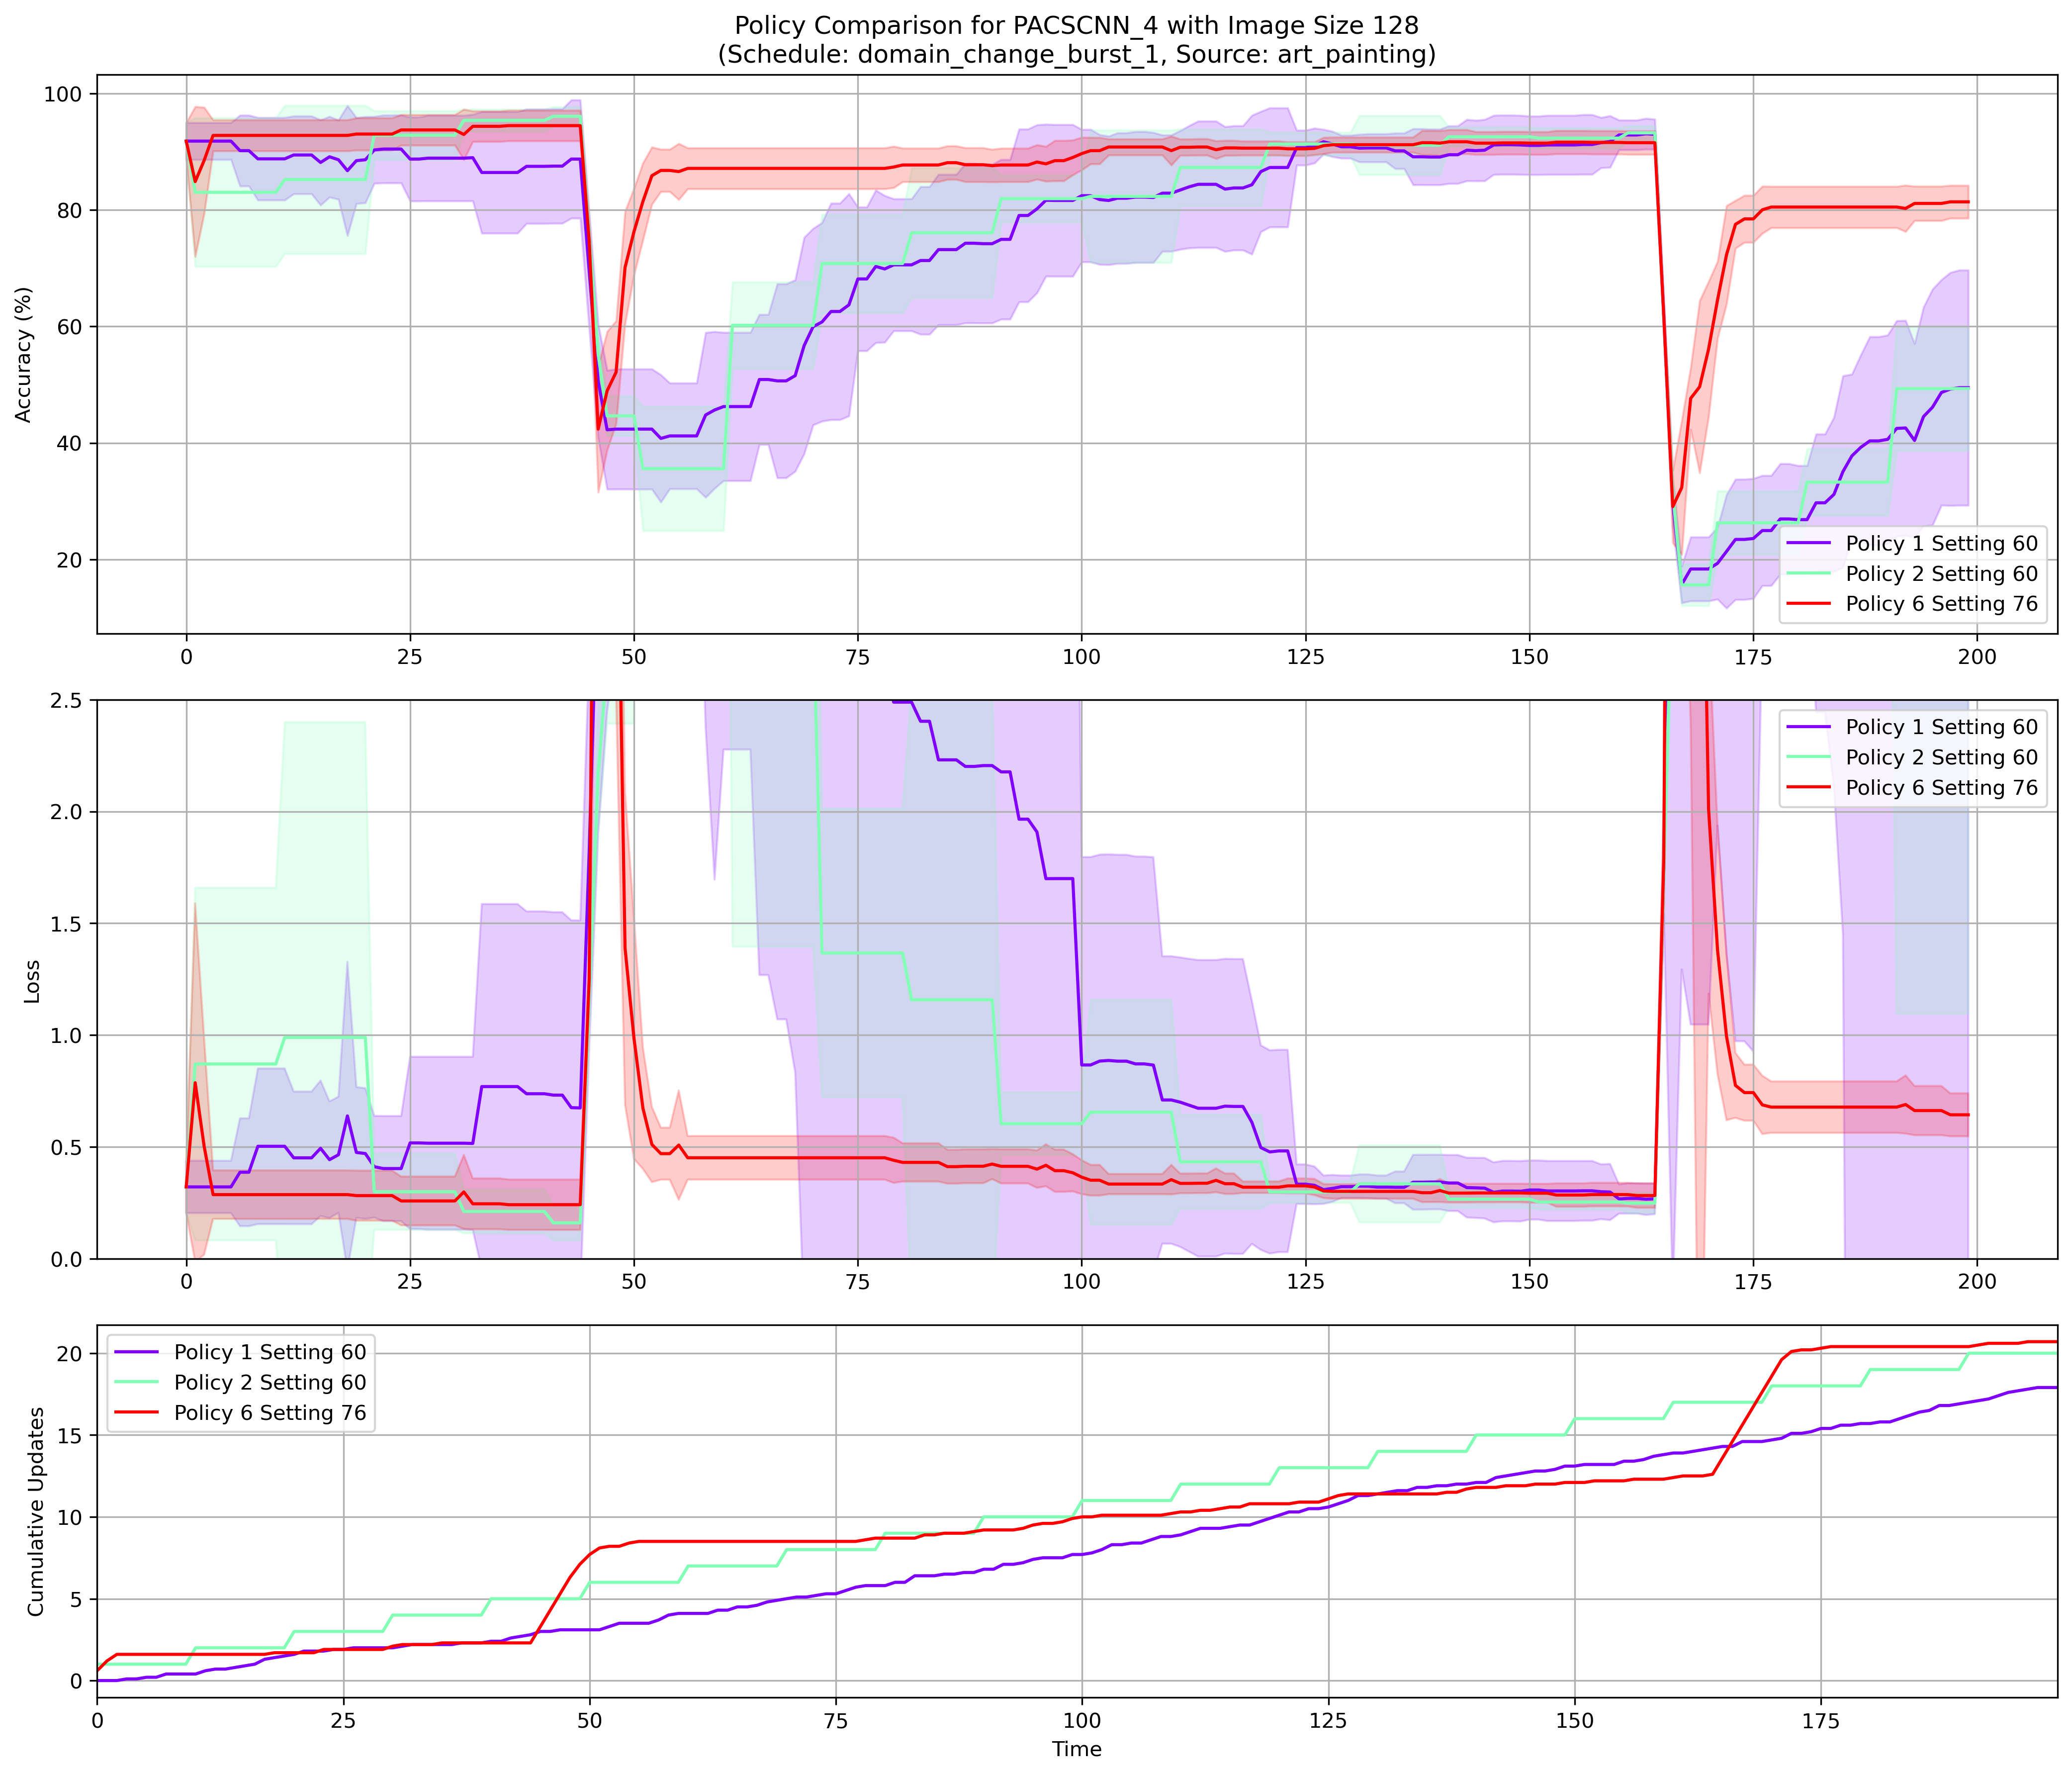 Policy Comparison for PACSCNN_4 with Image Size 128
(Schedule: domain_change_burst_1, Source: art_painting)
100
80
60
40
20
Accuracy (%)
Policy 1 Setting 60
Policy 2 Setting 60
Policy 6 Setting 76
0 25 50 75 100 125 150 175 200
2.5
2.0
1.5
1.0
0.5
0.0
Loss
Policy 1 Setting 60
Policy 2 Setting 60
Policy 6 Setting 76
0 25 50 75 100 125 150 175 200
20
15
10
5
0
Cumulative Updates
Policy 1 Setting 60
Policy 2 Setting 60
Policy 6 Setting 76
0 25 50 75 100 125 150 175
Time